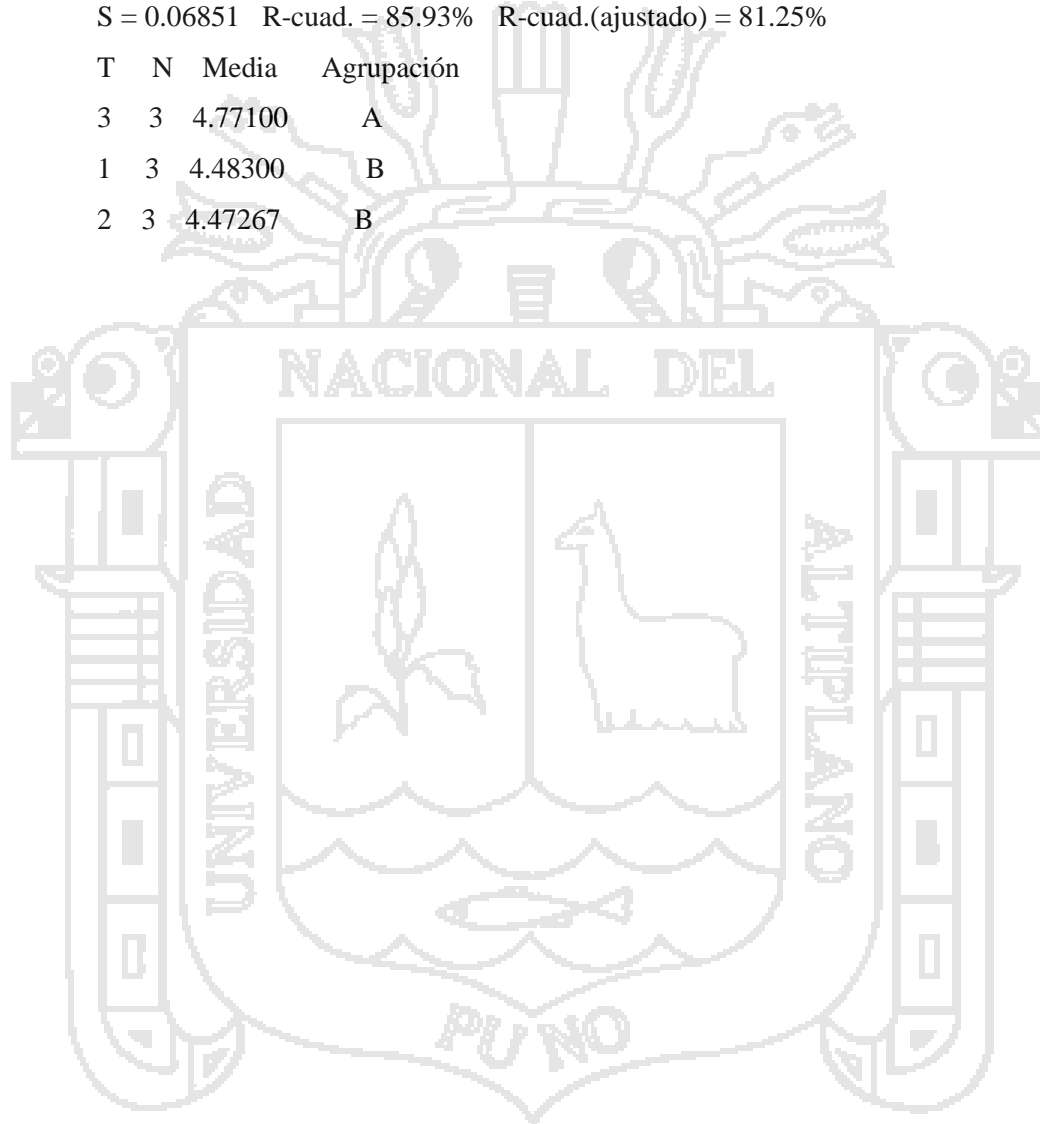 S = 0.06851 R-cuad. = 85.93% R-cuad.(ajustado) = 81.25%
T N Media Agrupación
3 3 4.77100 A
1 3 4.48300 B
2 3 4.47267 B
NACIONAL DEL
UNIVERSIDAD
ALTIPLANO
PUNO